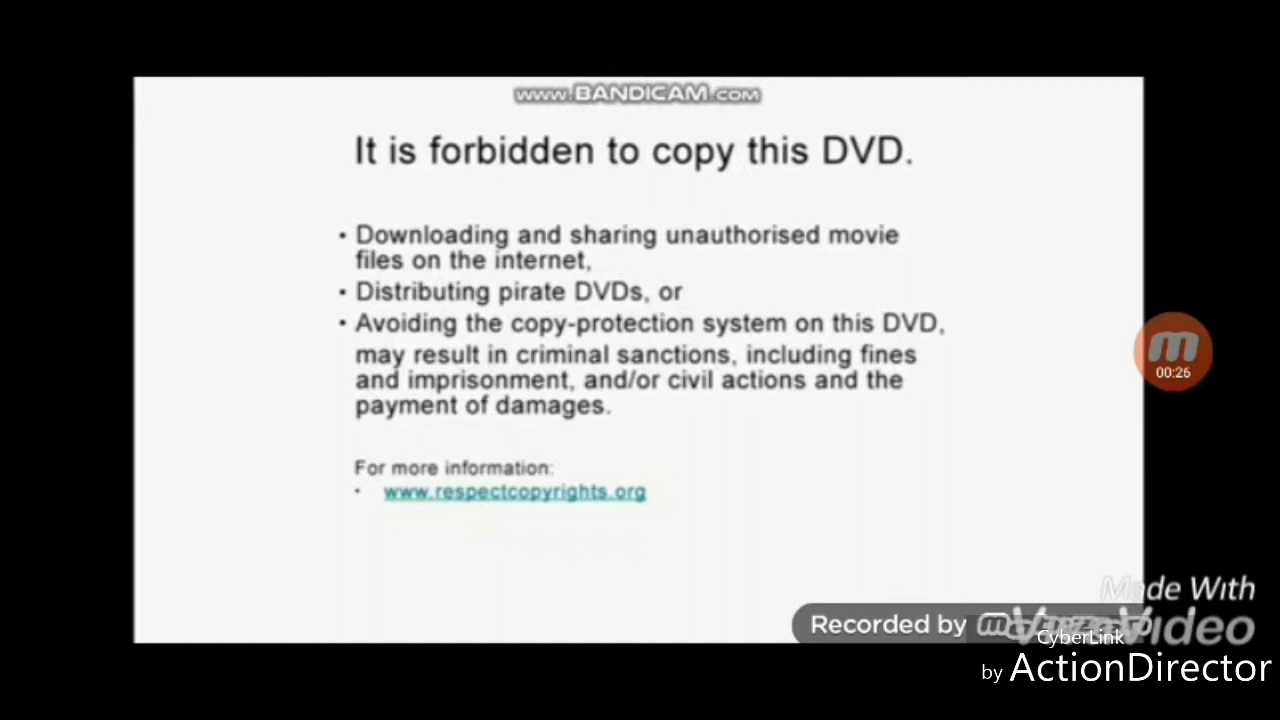 www.BANDICAM.com
It is forbidden to copy this DVD.
• Downloading and sharing unauthorised movie
files on the internet,
• Distributing pirate DVDs, or
• Avoiding the copy-protection system on this DVD,
may result in criminal sanctions, including fines
and imprisonment, and/or civil actions and the
payment of damages.
For more information:
• www.respectcopyrights.org
m
00:26
Made With
VivaVideo
Recorded by m
CyberLink
by ActionDirector